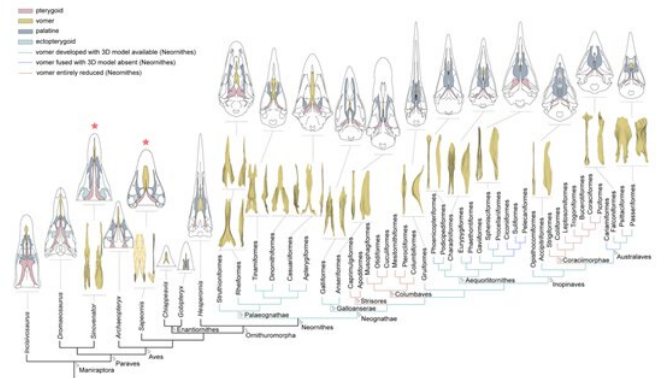 pterygoid
vomer
palatine
ectopterygoid
vomer developed with 3D model available (Neornithes)
vomer fused with 3D model absent (Neornithes)
vomer entirely reduced (Neornithes)
Incisivosaurus
Dromaeosaurus
Sinovenator
Archaeopteryx
Sapeornis
Chiappeavis
Gobipteryx
Hesperornis
Struthioniformes
Rheiformes
Tinamiformes
Dinornithiformes
Casuariiformes
Apterygiformes
Galliformes
Anseriformes
Caprimulgiformes
Apodiformes
Musophagiformes
Otidiformes
Cuculiformes
Mesitornithiformes
Pterocliformes
Columbiformes
Gruiformes
Phoenicopteriformes
Podicipediformes
Charadriiformes
Eurypygiformes
Phaethontiformes
Gaviiformes
Sphenisciformes
Procellariiformes
Ciconiiformes
Suliformes
Pelecaniformes
Opisthocomiformes
Accipitriformes
Strigiformes
Coliiformes
Leptosomiformes
Trogoniformes
Bucerotiformes
Coraciiformes
Piciformes
Cariamiformes
Falconiformes
Psittaciformes
Passeriformes
Coraciimorphae
Australaves
Aequorlitornithes
Inopinaves
Columbaves
Strisores
Galloanserae
Palaeognathae
Neognathae
Neornithes
Enantiornithes
Ornithuromorpha
Aves
Paraves
Maniraptora